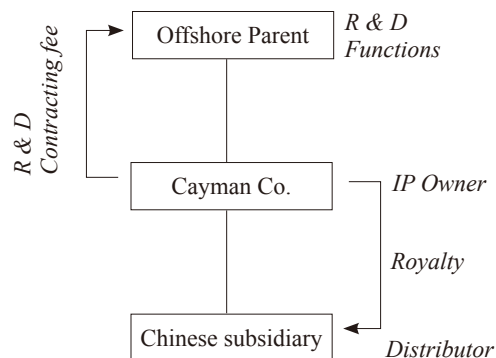 Offshore Parent
R & D
Functions
R & D
Contracting fee
Cayman Co.
IP Owner
Royalty
Chinese subsidiary
Distributor